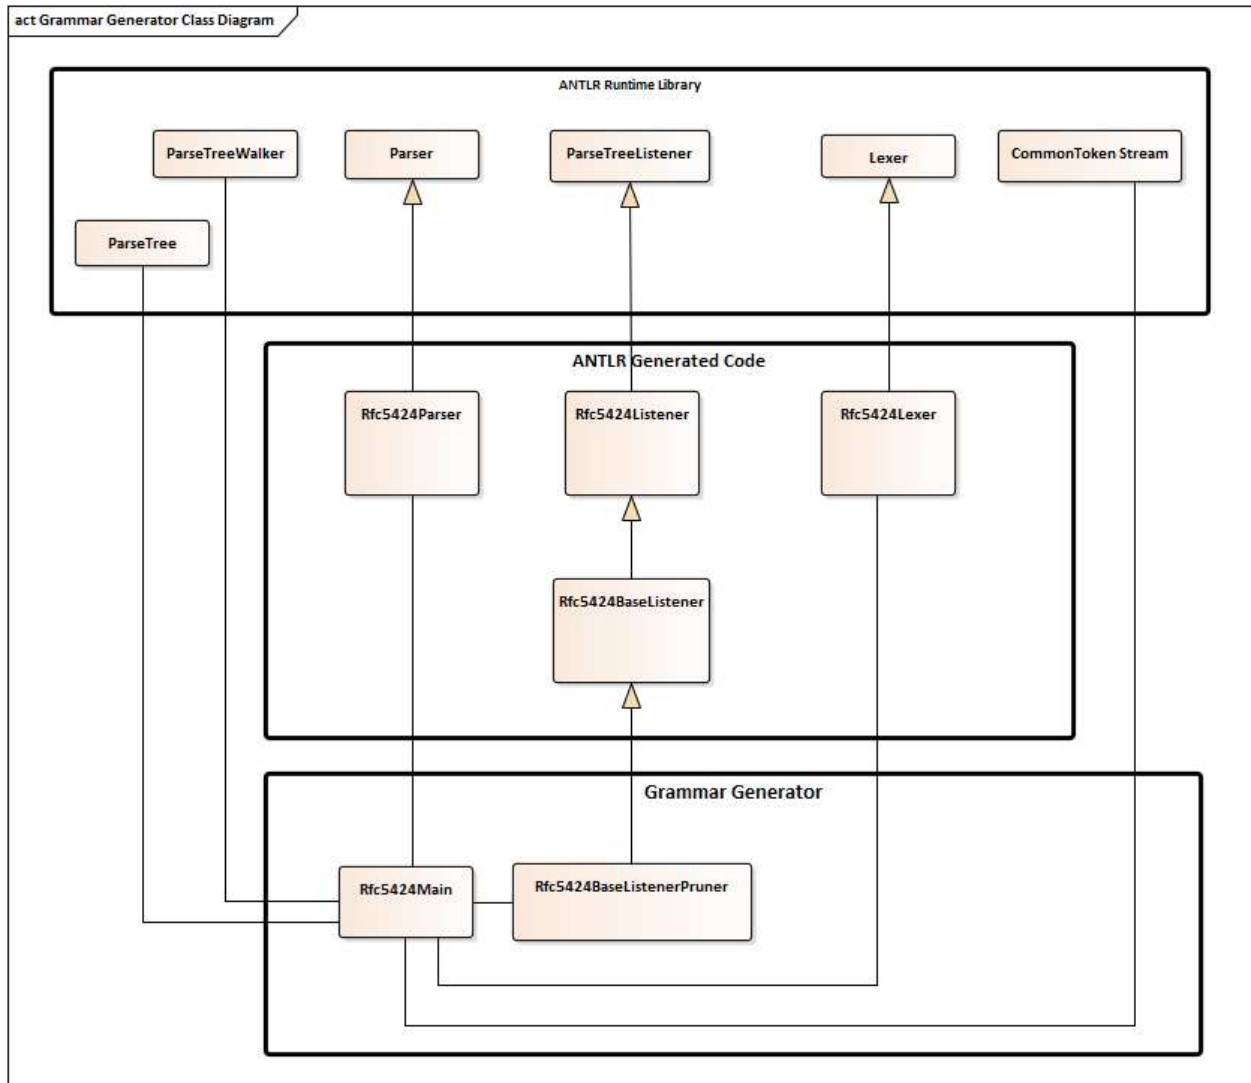 act Grammar Generator Class Diagram
ANTLR Runtime Library
ParseTreeWalker
Parser
ParseTreeListener
Lexer
CommonToken Stream
ParseTree
ANTLR Generated Code
Rfc5424Parser
Rfc5424Listener
Rfc5424Lexer
Rfc5424BaseListener
Grammar Generator
Rfc5424Main
Rfc5424BaseListenerPruner